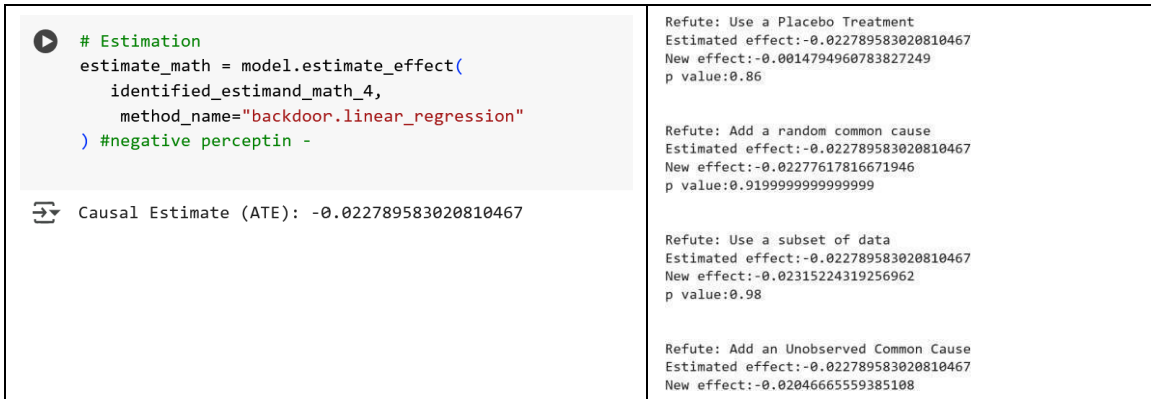 # Estimation
estimate_math = model.estimate_effect(
identified_estimand_math_4,
method_name="backdoor.linear_regression"
) #negative perceptin -
Causal Estimate (ATE): -0.022789583020810467
Refute: Use a Placebo Treatment
Estimated effect:-0.022789583020810467
New effect:-0.0014794960783827249
p value:0.86
Refute: Add a random common cause
Estimated effect:-0.022789583020810467
New effect:-0.02277617816671946
p value:0.9199999999999999
Refute: Use a subset of data
Estimated effect:-0.022789583020810467
New effect:-0.02315224319256962
p value:0.98
Refute: Add an Unobserved Common Cause
Estimated effect:-0.022789583020810467
New effect:-0.02046665559385108